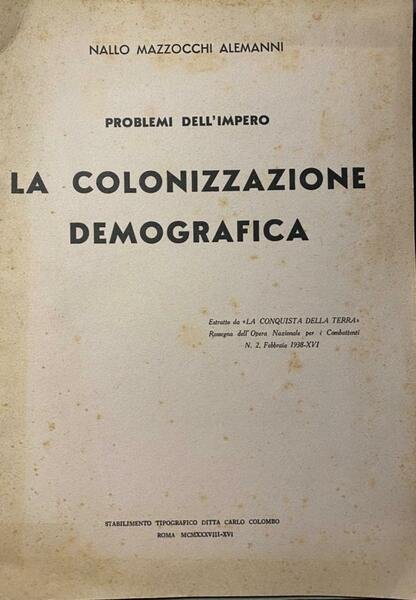 NALLO MAZZOCCHI ALEMANNI
PROBLEMI DELL'IMPERO
LA COLONIZZAZIONE
DEMOGRAFICA
Estratto da «LA CONQUISTA DELLA TERRA»
Rassegna dell'Opera Nazionale per i Combattenti
N. 2, Febbraio 1938-XVI
STABILIMENTO TIPOGRAFICO DITTA CARLO COLOMBO
ROMA MCMXXXVIII-XVI